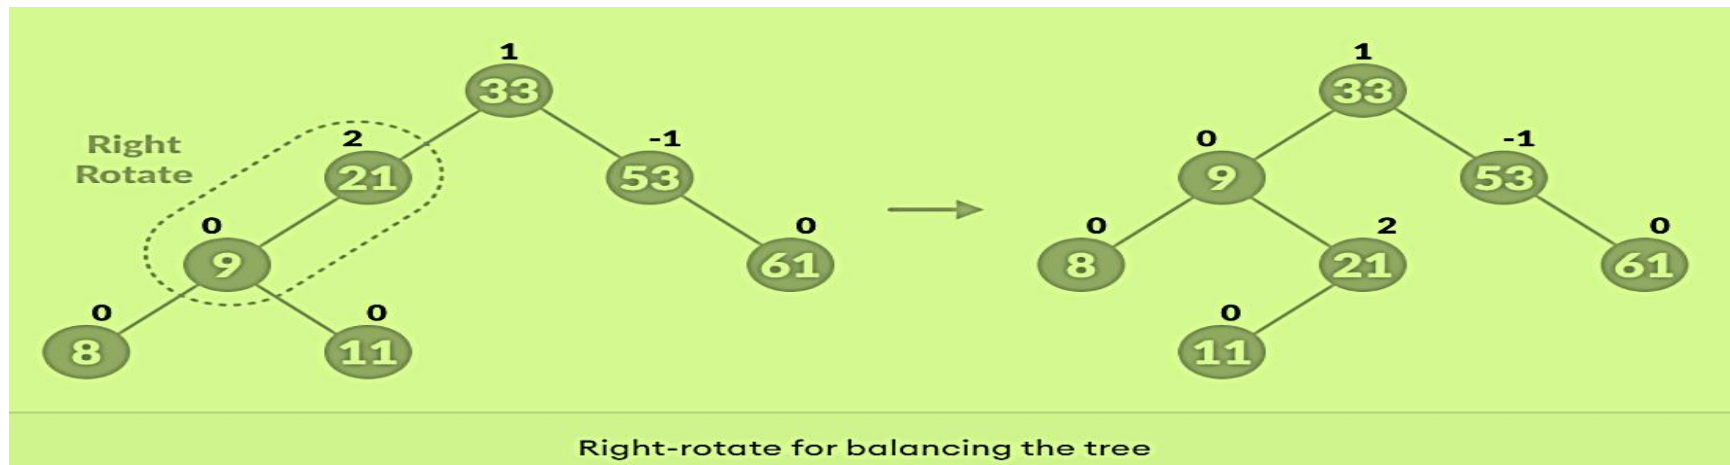 1 1
33 33
Right 2 -1 0 -1
Rotate 21 53 9 53
0 0 0 2 0
9 61 8 21 61
0 0 0
8 11 11
Right-rotate for balancing the tree